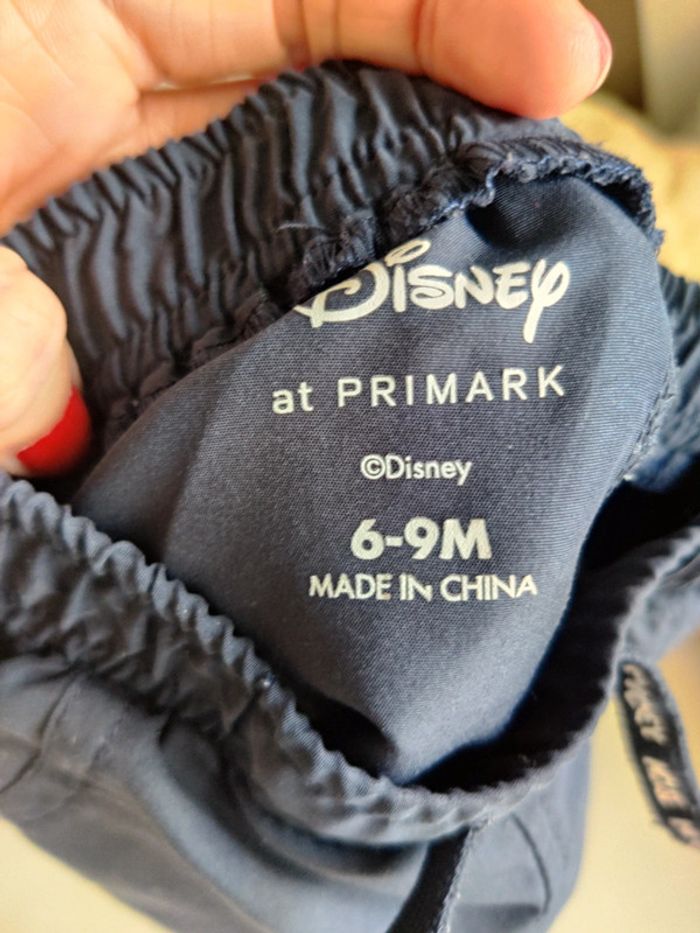 Disney
at PRIMARK
©Disney
6-9M
MADE IN CHINA